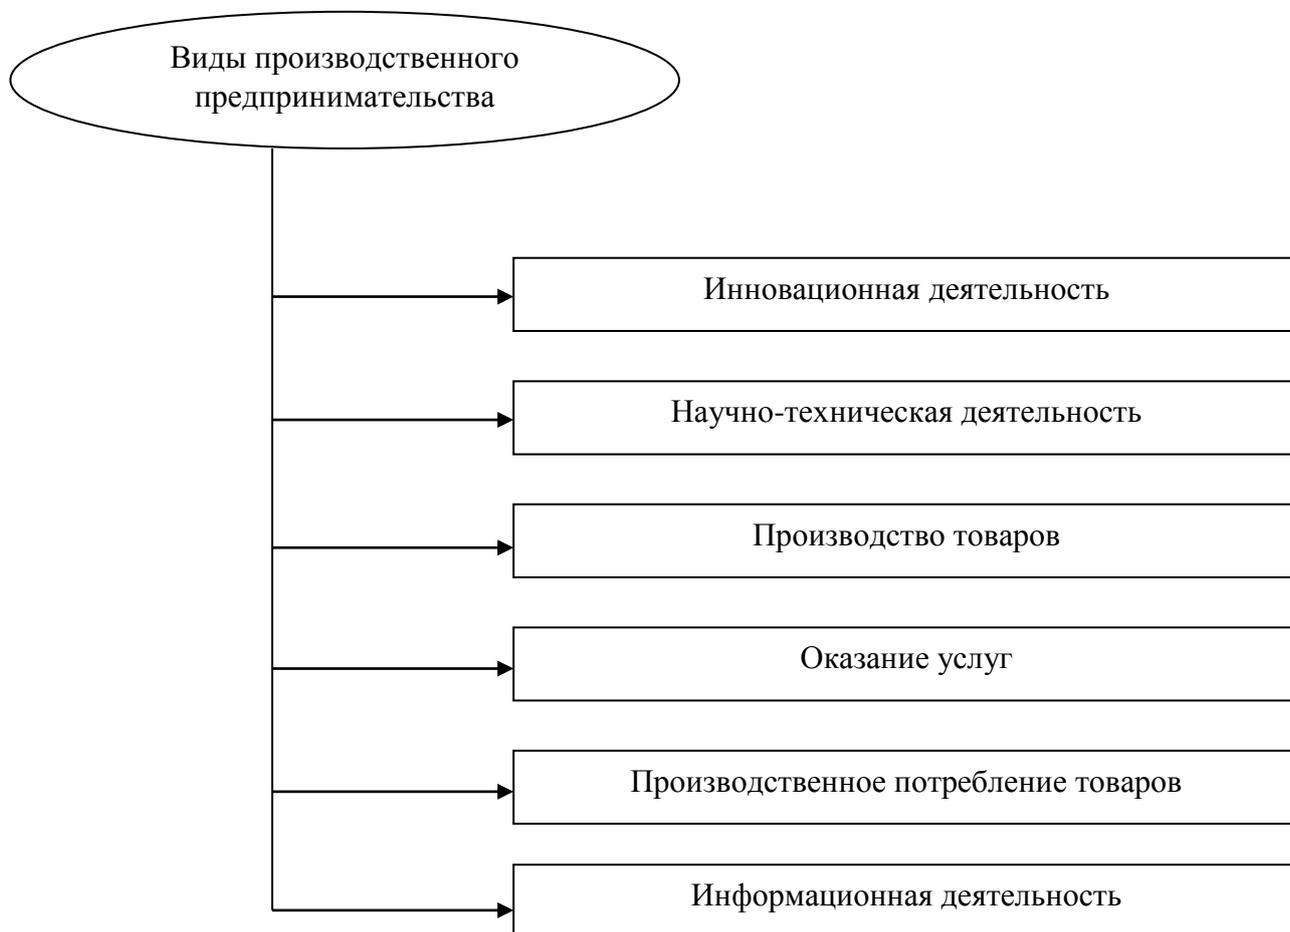 Виды производственного
предпринимательства
Инновационная деятельность
Научно-техническая деятельность
Производство товаров
Оказание услуг
Производственное потребление товаров
Информационная деятельность